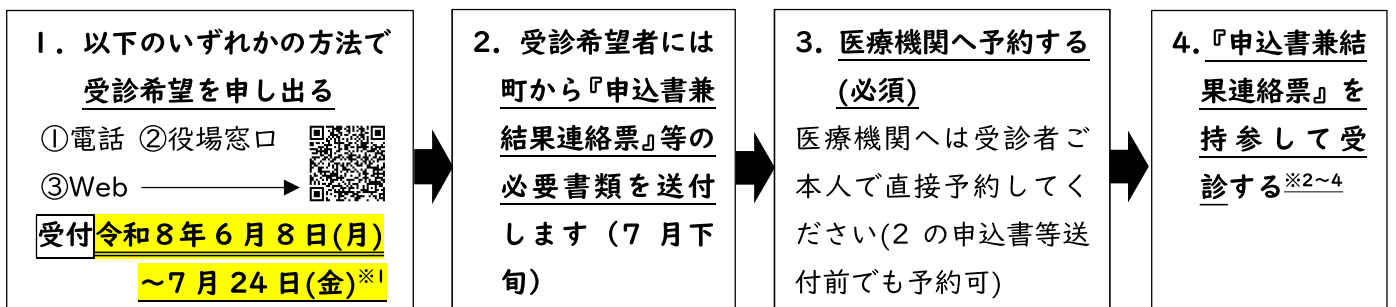 1．以下のいずれかの方法で
受診希望を申し出る
①電話 ②役場窓口
③Web
受付令和8年6月8日(月)
～7月24日(金)※1
2．受診希望者には
町から『申込書兼
結果連絡票』等の
必要書類を送付
します（7月下
旬）
3．医療機関へ予約する
(必須)
医療機関へは受診者ご
本人で直接予約してく
ださい(2の申込書等送
付前でも予約可)
4．『申込書兼結
果連絡票』を
持参して受
診する※2～4